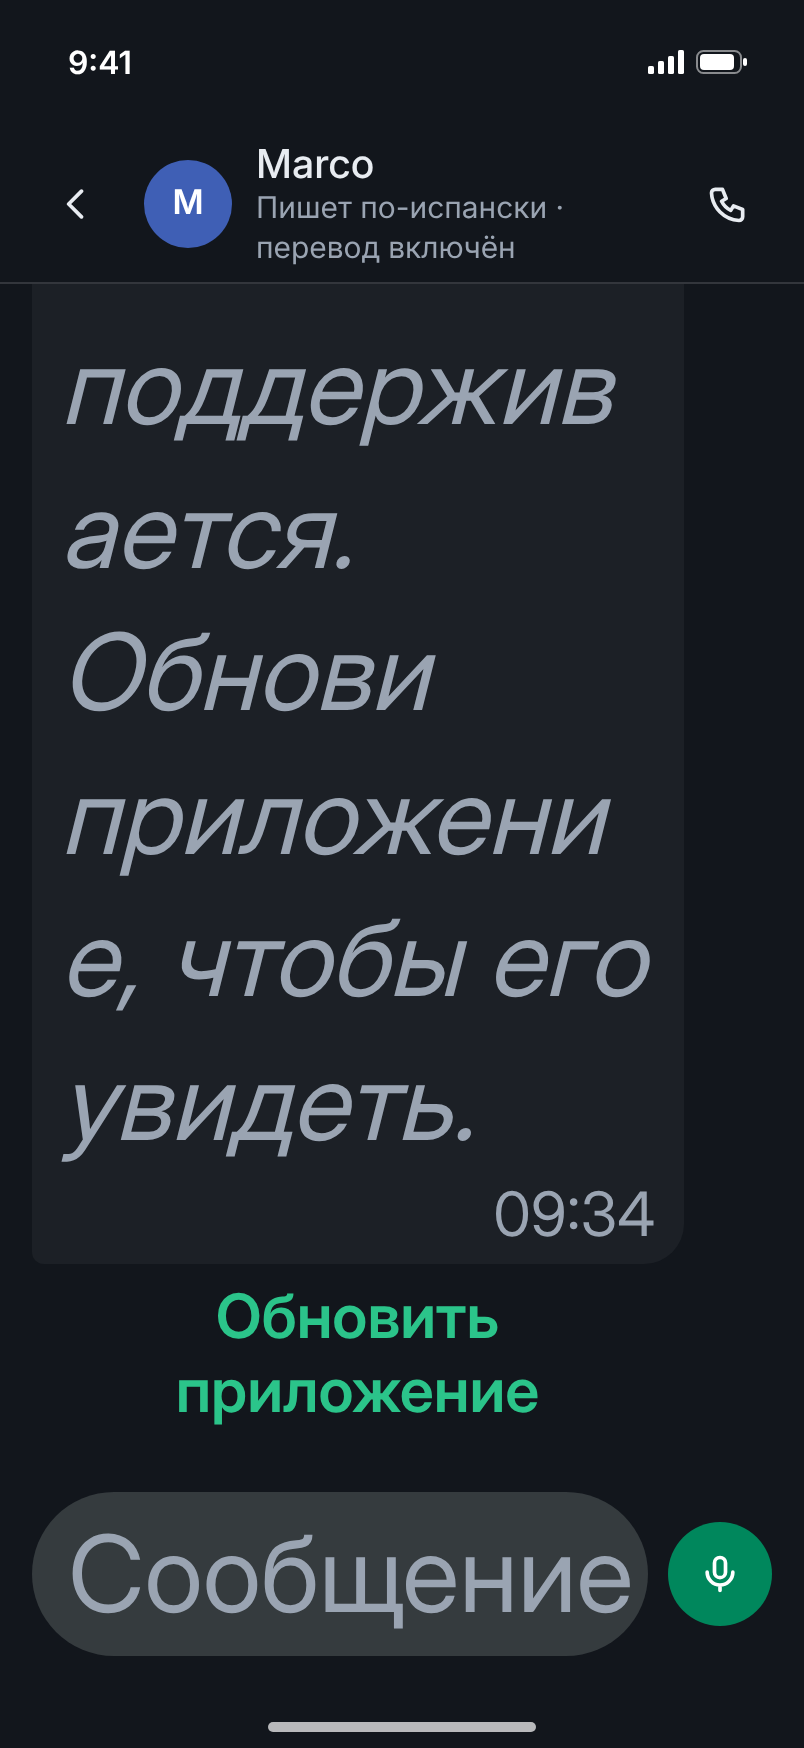 9:41
M
Marco
Пишет по-испански ·
перевод включён
поддержив
ается.
Обнови
приложени
е, чтобы его
увидеть.
09:34
Обновить
приложение
Сообщение